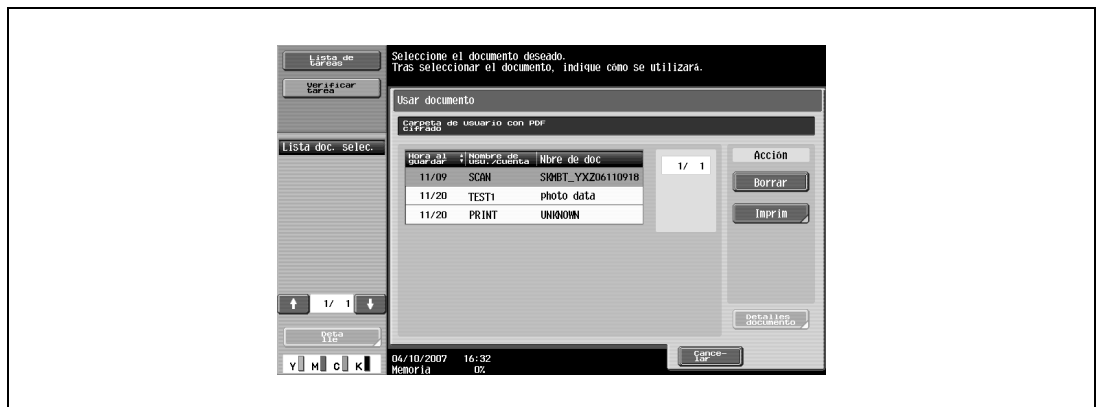 Lista de
tareas
Verificar
tarea
Seleccione el documento deseado.
Tras seleccionar el documento, indique cómo se utilizará.
Usar documento
Carpeta de usuario con PDF
cifrado
Lista doc. selec.
Hora al
guardar
Nombre de
usu./cuenta
Nbre de doc
11/09 SCAN SKMBT_YXZ06110918
11/20 TEST1 photo data
11/20 PRINT UNKNOWN
1/ 1
Acción
Borrar
Imprim
Detalles
documento
1/ 1
Deta
lle
Y M C K
04/10/2007 16:32
Memoria 0%
Cance-
lar